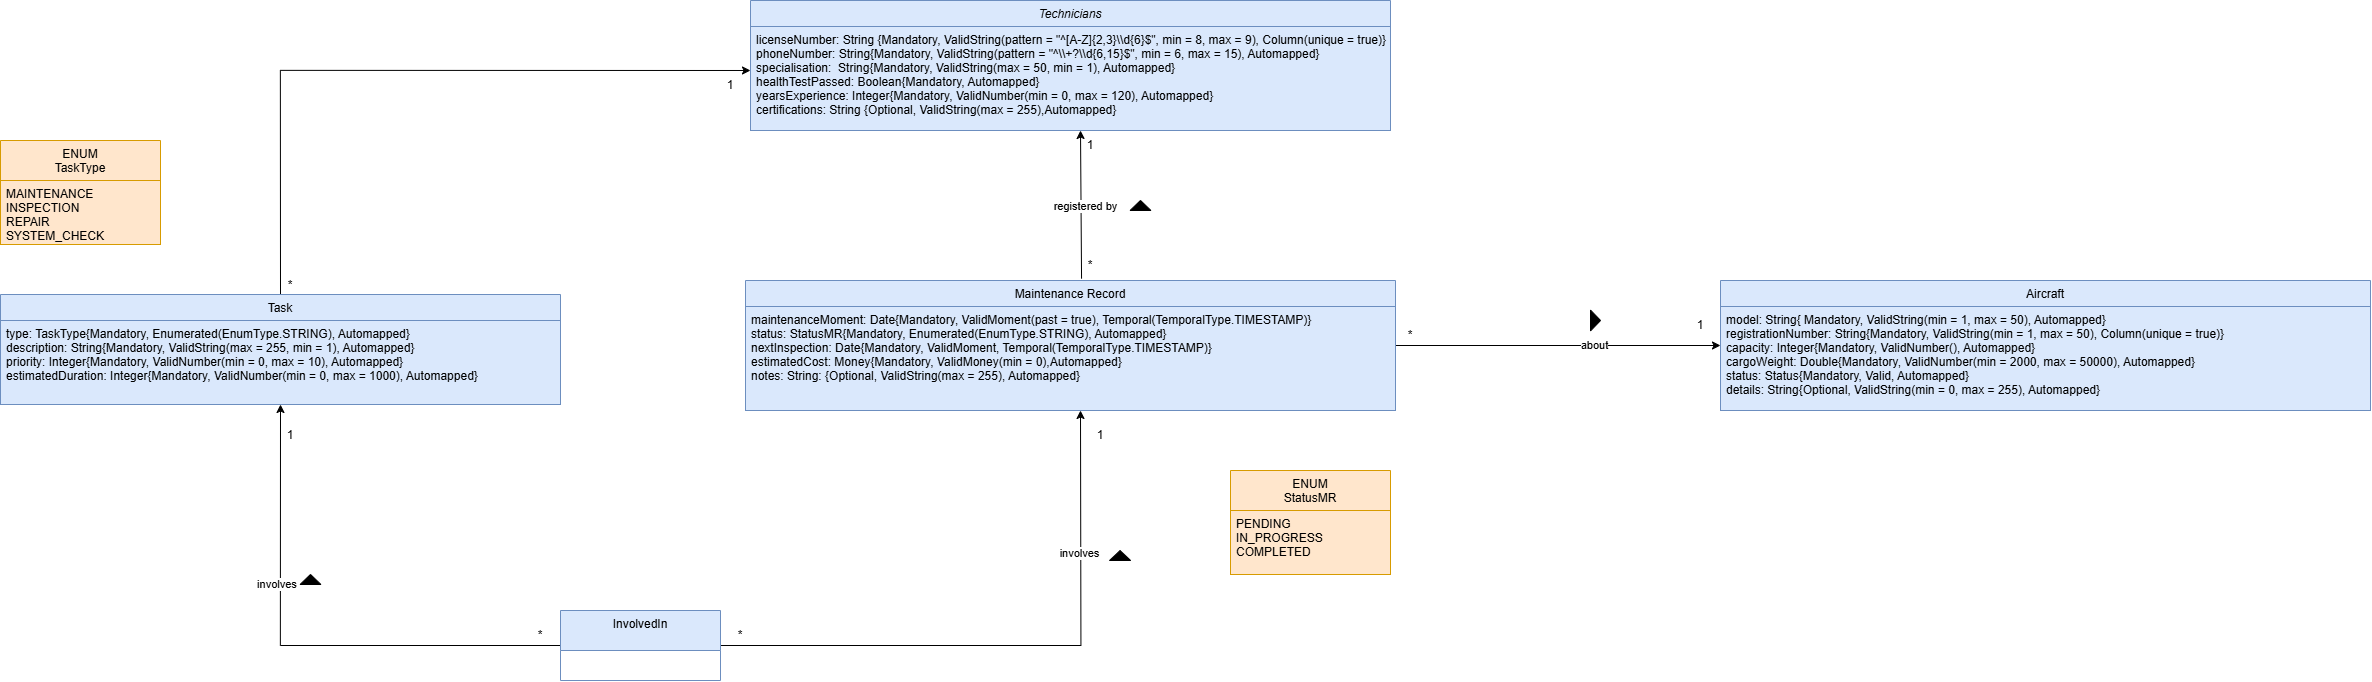 Technicians
licenseNumber: String {Mandatory, ValidString(pattern = "^[A-Z]{2,3}\\d{6}$", min = 8, max = 9), Column(unique = true)}
phoneNumber: String{Mandatory, ValidString(pattern = "^\\+?\\d{6,15}$", min = 6, max = 15), Automapped}
specialisation:  String{Mandatory, ValidString(max = 50, min = 1), Automapped}
healthTestPassed: Boolean{Mandatory, Automapped}
yearsExperience: Integer{Mandatory, ValidNumber(min = 0, max = 120), Automapped}
certifications: String {Optional, ValidString(max = 255),Automapped}
1
1
ENUM
TaskType
MAINTENANCE
INSPECTION
REPAIR
SYSTEM_CHECK
registered by
*
*
Task
type: TaskType{Mandatory, Enumerated(EnumType.STRING), Automapped}
description: String{Mandatory, ValidString(max = 255, min = 1), Automapped}
priority: Integer{Mandatory, ValidNumber(min = 0, max = 10), Automapped}
estimatedDuration: Integer{Mandatory, ValidNumber(min = 0, max = 1000), Automapped}
Maintenance Record
maintenanceMoment: Date{Mandatory, ValidMoment(past = true), Temporal(TemporalType.TIMESTAMP)}
status: StatusMR{Mandatory, Enumerated(EnumType.STRING), Automapped}
nextInspection: Date{Mandatory, ValidMoment, Temporal(TemporalType.TIMESTAMP)}
estimatedCost: Money{Mandatory, ValidMoney(min = 0),Automapped}
notes: String: {Optional, ValidString(max = 255), Automapped}
*
about
1
Aircraft
model: String{ Mandatory, ValidString(min = 1, max = 50), Automapped}
registrationNumber: String{Mandatory, ValidString(min = 1, max = 50), Column(unique = true)}
capacity: Integer{Mandatory, ValidNumber(), Automapped}
cargoWeight: Double{Mandatory, ValidNumber(min = 2000, max = 50000), Automapped}
status: Status{Mandatory, Valid, Automapped}
details: String{Optional, ValidString(min = 0, max = 255), Automapped}
1
1
ENUM
StatusMR
PENDING
IN_PROGRESS
COMPLETED
involves
involves
*
InvolvedIn
*